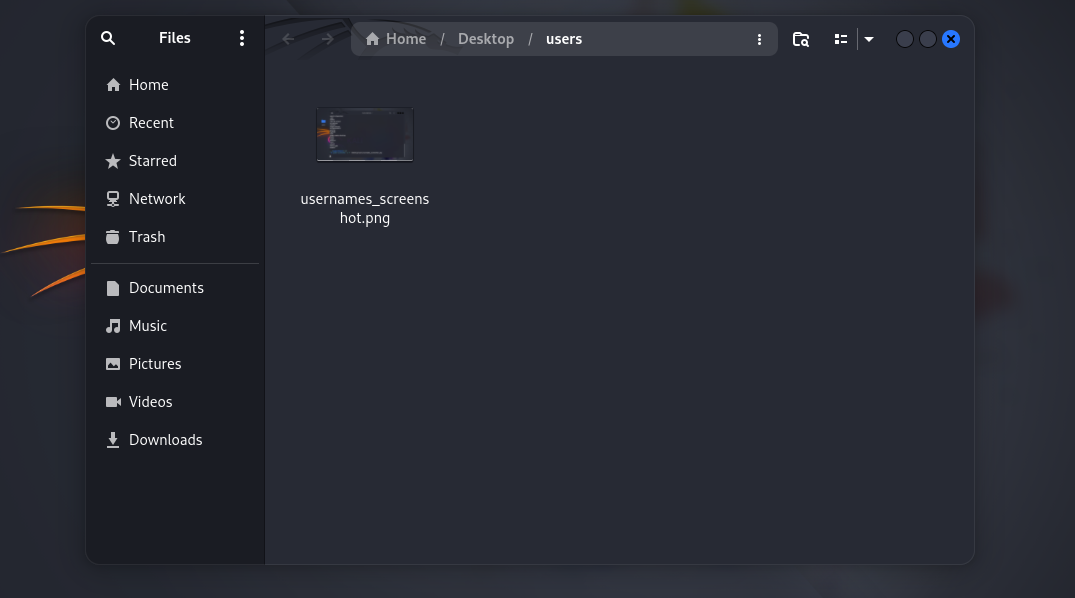 Files
Home / Desktop / users
Home
Recent
Starred
Network
Trash
Documents
Music
Pictures
Videos
Downloads
usernames_screens
hot.png